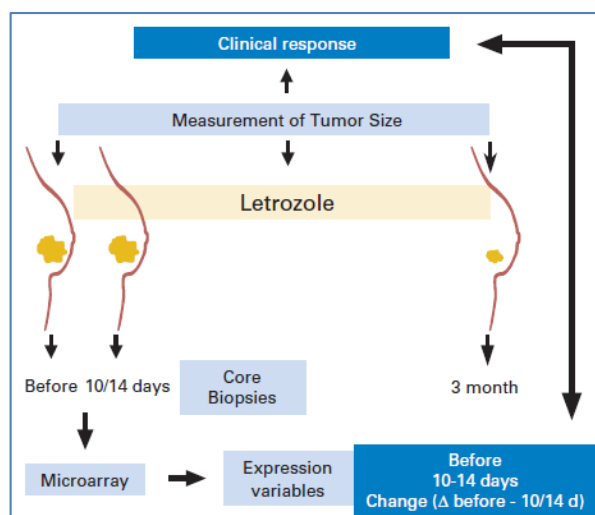 Clinical response
Measurement of Tumor Size
Letrozole
Before 10/14 days
Core
Biopsies
3 month
Microarray
Expression
variables
Before
10-14 days
Change (Δ before - 10/14 d)